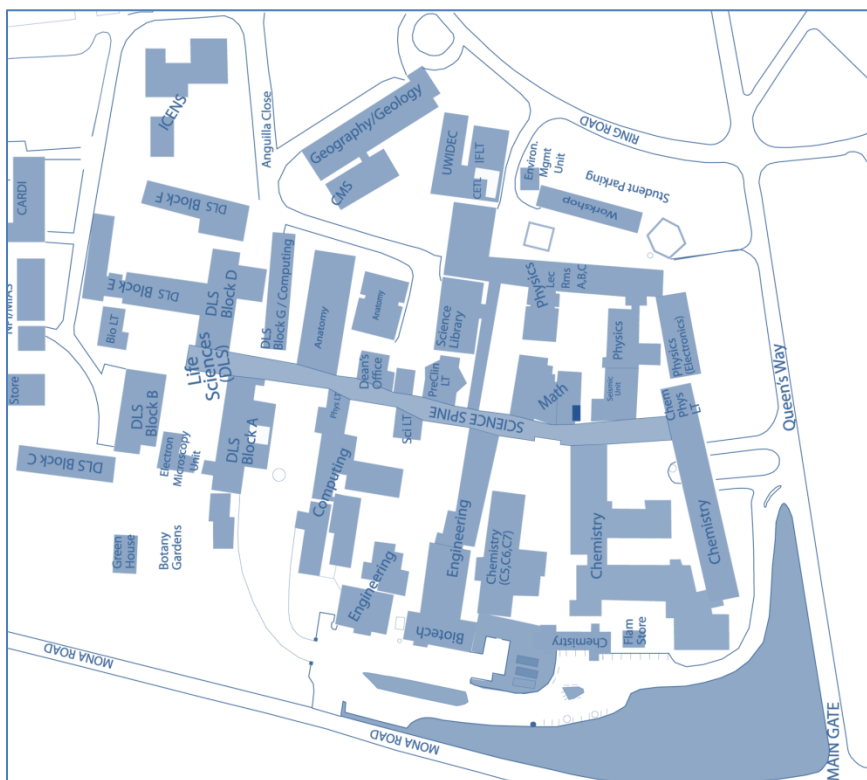 RING ROAD
Anguilla Close
ICENS
Geography/Geology
CMS
UWIDEC
IFLT
CETL
Environ.
Mgmt
Unit
Student Parking
Workshop
CARDI
DLS Block F
DLS Block E
DLS
Block D
DLS
Block G / Computing
Anatomy
Anatomy
Science
Library
Physics
Lec
Rms
A,B,C
Physics
Physics
(Electronics)
Bio LT
Life
Sciences
(DLS)
Dean's
Office
PreClin
LT
Math
Seismic
Unit
Chem
Phys
LT
Queen's Way
Store
DLS
Block B
DLS Block C
Electron
Microscopy
Unit
DLS
Block A
Phys LT
Sci LT
SCIENCE SPINE
Computing
Green
House
Botany
Gardens
Engineering
Engineering
Chemistry
(C5,C6,C7)
Chemistry
Chemistry
Biotech
Chemistry
Flam
Store
MONA ROAD
MONA ROAD
MAIN GATE